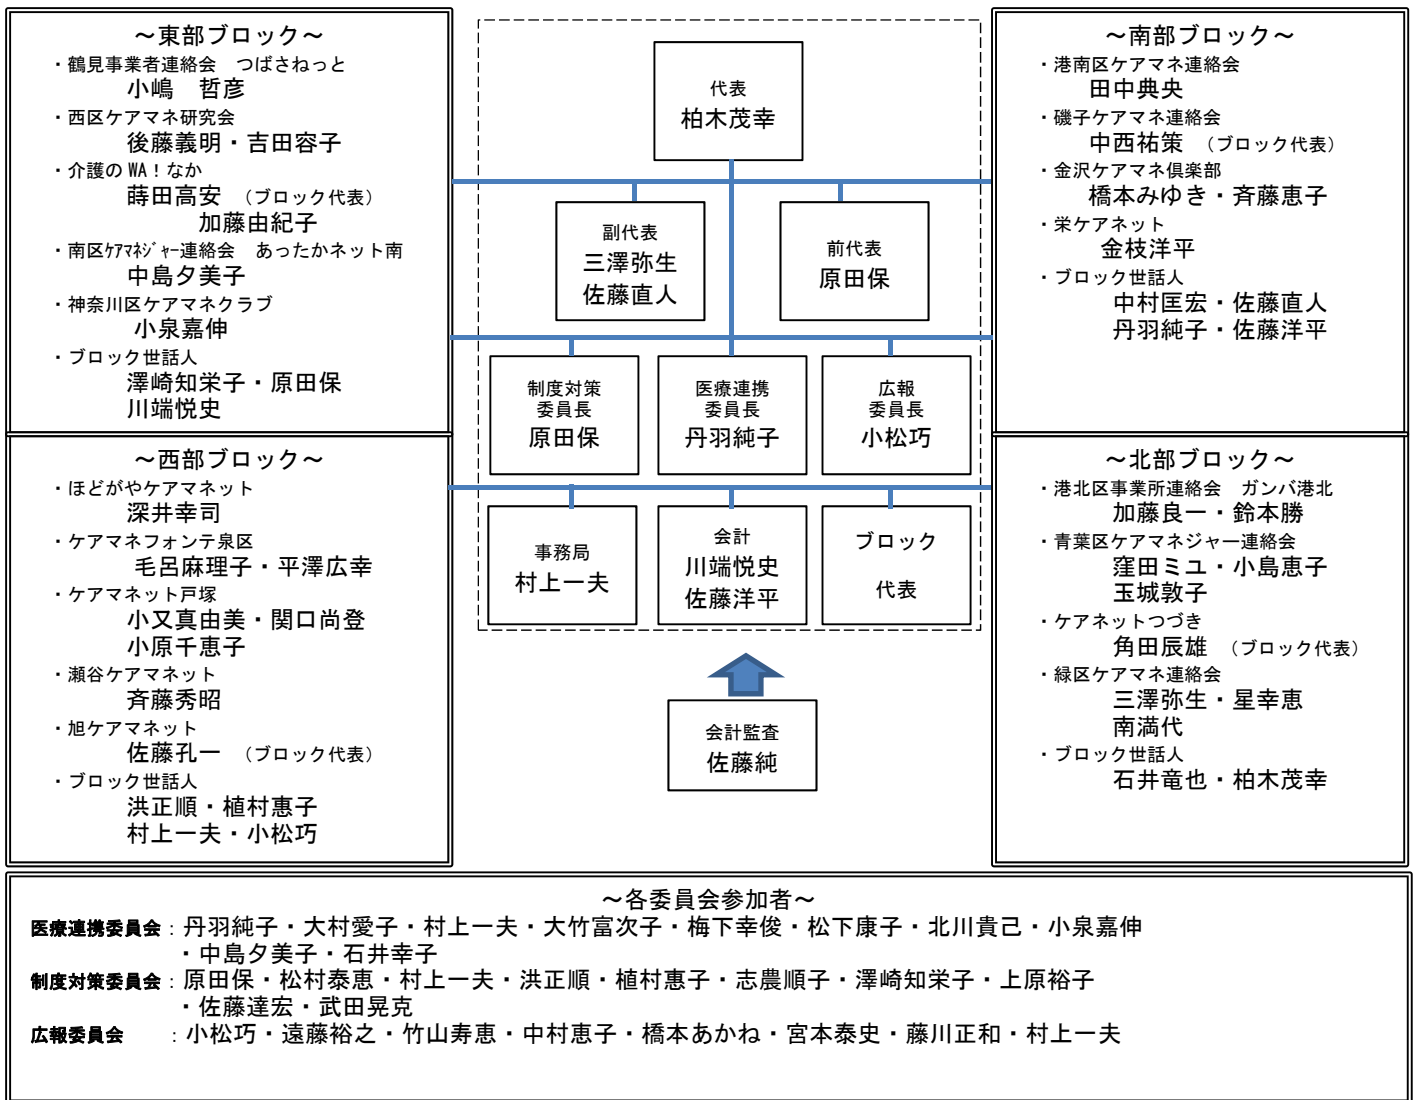 ～東部ブロック～
・鶴見事業者連絡会　つばさねっと
小嶋　哲彦
・西区ケアマネ研究会
後藤義明・吉田容子
・介護のWA！なか
蒔田高安　（ブロック代表）
加藤由紀子
・南区ｹｱﾏﾈｼﾞｬｰ連絡会　あったかネット南
中島夕美子
・神奈川区ケアマネクラブ
小泉嘉伸
・ブロック世話人
澤崎知栄子・原田保
川端悦史
～西部ブロック～
・ほどがやケアマネット
深井幸司
・ケアマネフォンテ泉区
毛呂麻理子・平澤広幸
・ケアマネット戸塚
小又真由美・関口尚登
小原千恵子
・瀬谷ケアマネット
斉藤秀昭
・旭ケアマネット
佐藤孔一　（ブロック代表）
・ブロック世話人
洪正順・植村惠子
村上一夫・小松巧
代表
柏木茂幸
副代表
三澤弥生
佐藤直人
前代表
原田保
制度対策
委員長
原田保
医療連携
委員長
丹羽純子
広報
委員長
小松巧
事務局
村上一夫
会計
川端悦史
佐藤洋平
ブロック
代表
会計監査
佐藤純
～南部ブロック～
・港南区ケアマネ連絡会
田中典央
・磯子ケアマネ連絡会
中西祐策　（ブロック代表）
・金沢ケアマネ倶楽部
橋本みゆき・斉藤恵子
・栄ケアネット
金枝洋平
・ブロック世話人
中村匡宏・佐藤直人
丹羽純子・佐藤洋平
～北部ブロック～
・港北区事業所連絡会　ガンバ港北
加藤良一・鈴本勝
・青葉区ケアマネジャー連絡会
窪田ミユ・小島恵子
玉城敦子
・ケアネットつづき
角田辰雄　（ブロック代表）
・緑区ケアマネ連絡会
三澤弥生・星幸恵
南満代
・ブロック世話人
石井竜也・柏木茂幸
～各委員会参加者～
医療連携委員会：丹羽純子・大村愛子・村上一夫・大竹富次子・梅下幸俊・松下康子・北川貴己・小泉嘉伸
・中島夕美子・石井幸子
制度対策委員会：原田保・松村泰恵・村上一夫・洪正順・植村惠子・志農順子・澤崎知栄子・上原裕子
・佐藤達宏・武田晃克
広報委員会　　：小松巧・遠藤裕之・竹山寿恵・中村恵子・橋本あかね・宮本泰史・藤川正和・村上一夫